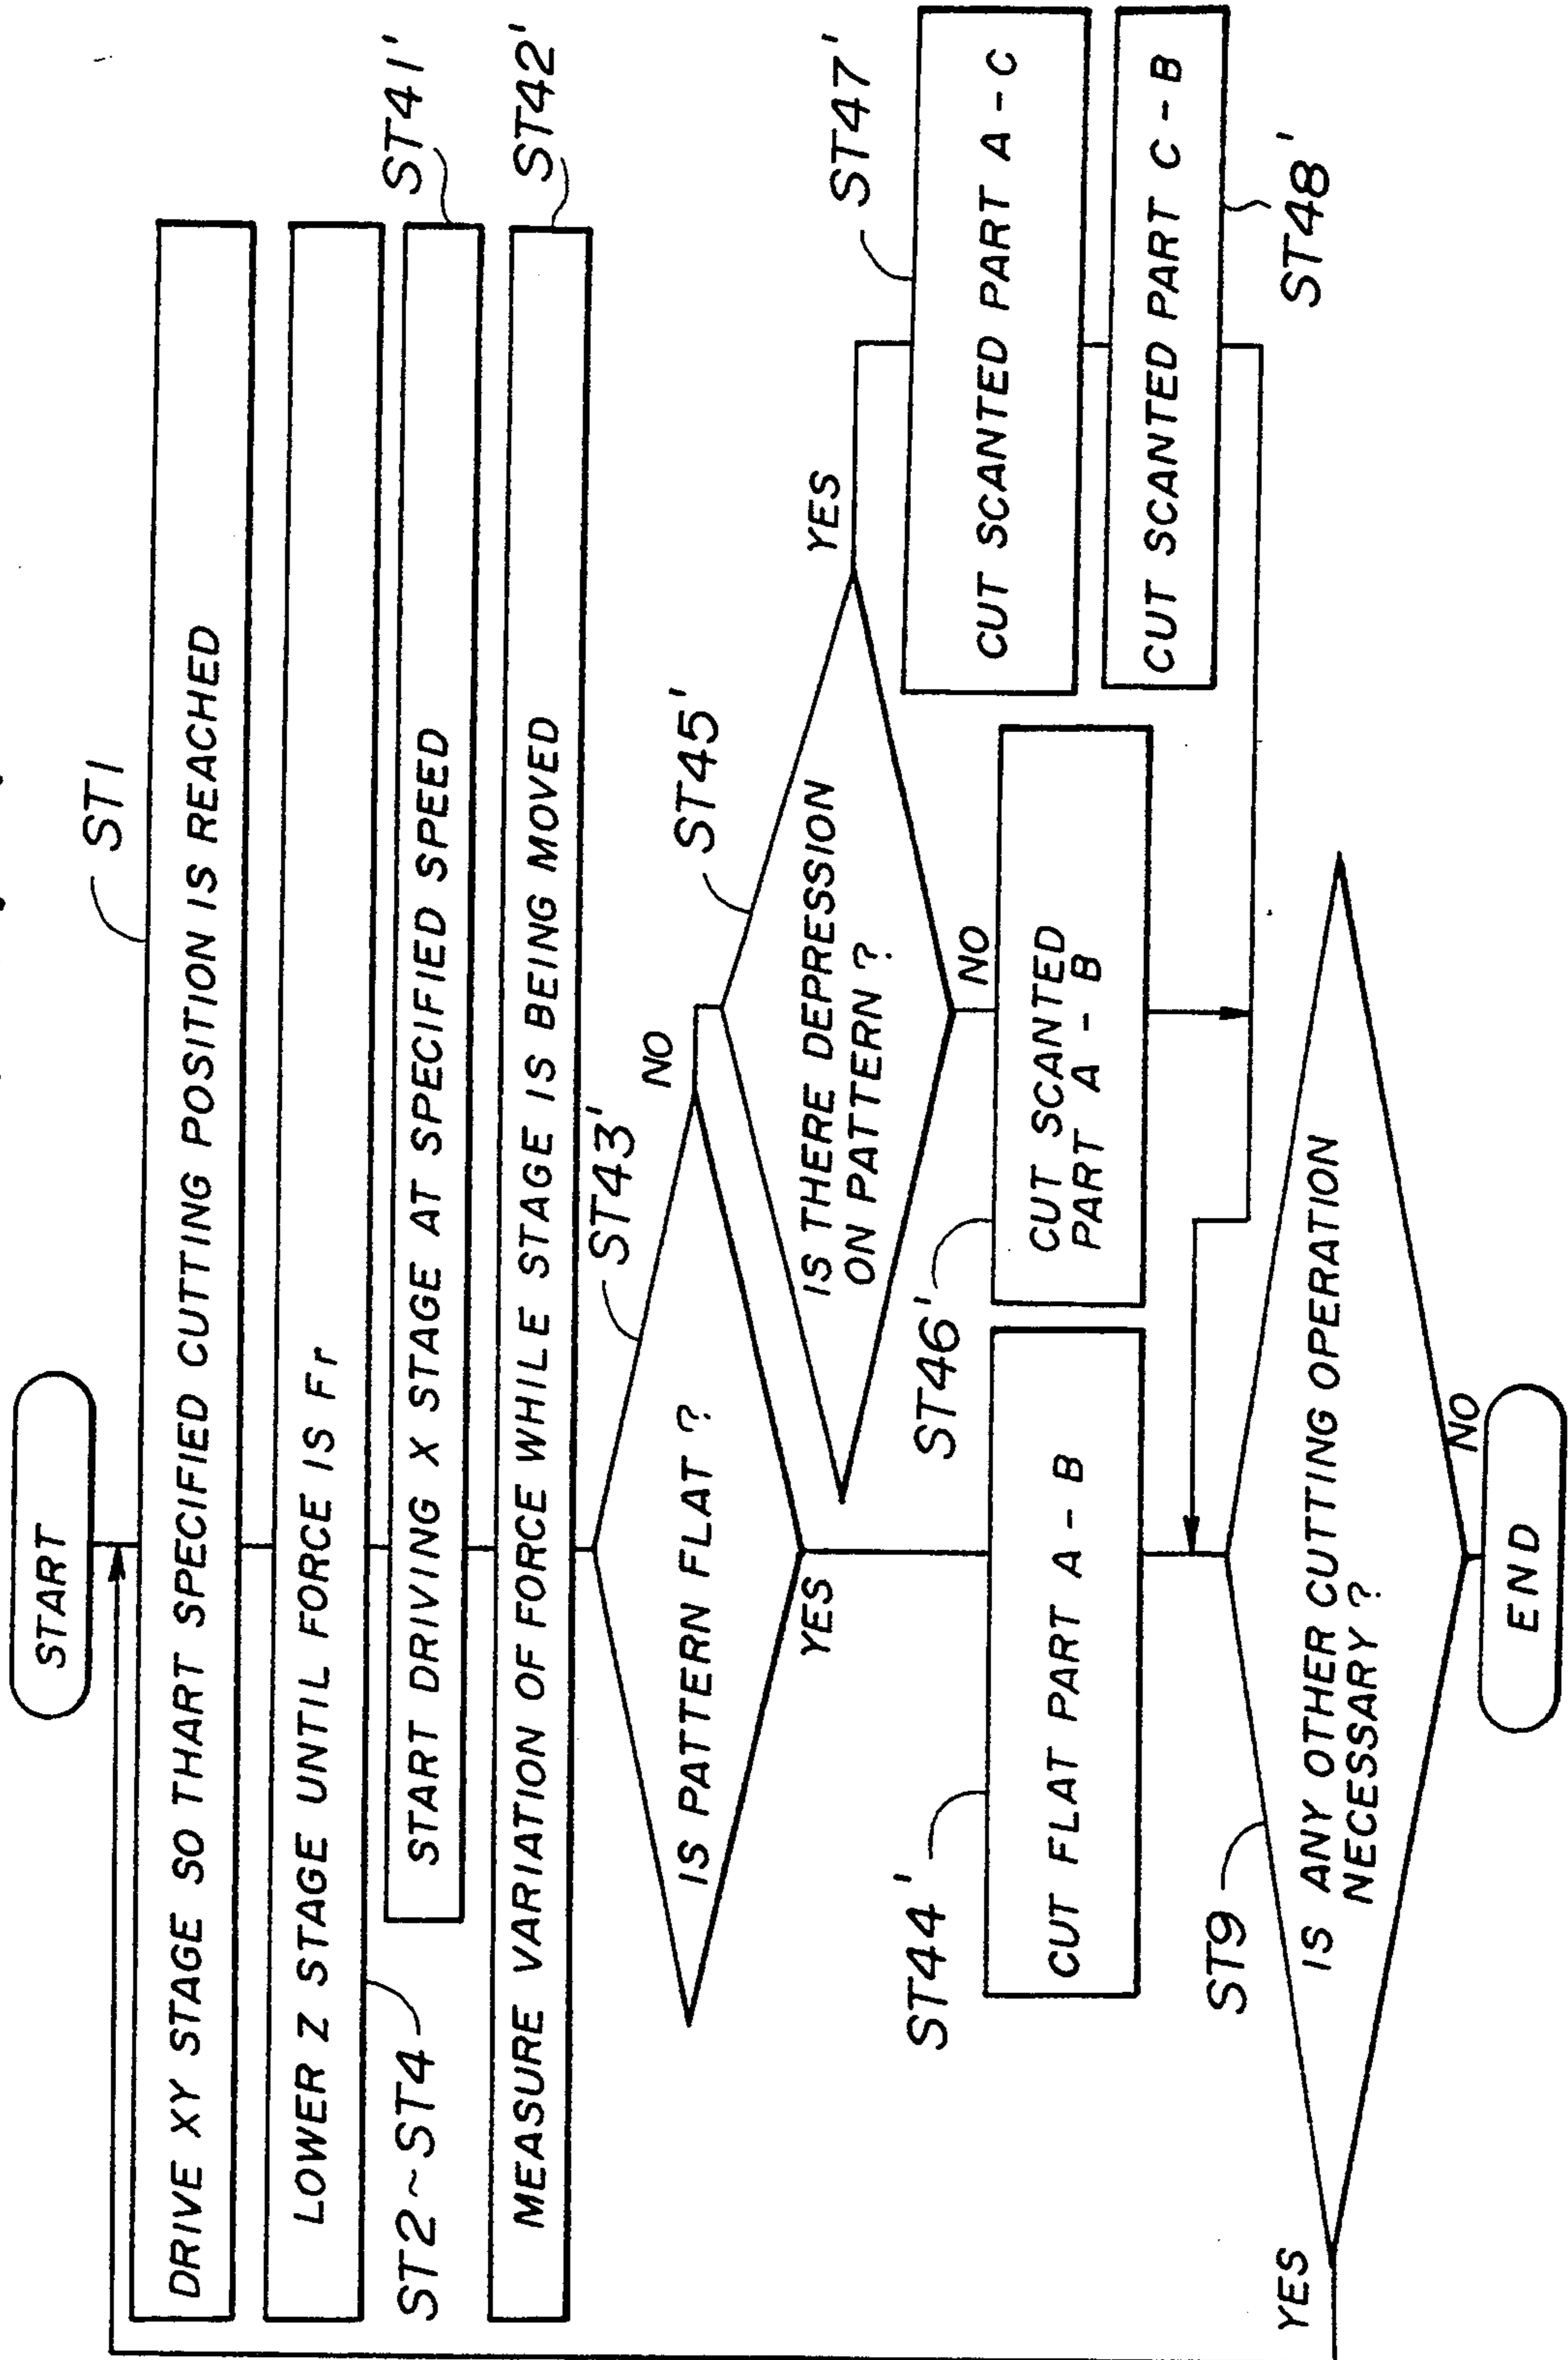 START
ST1
DRIVE XY STAGE SO THART SPECIFIED CUTTING POSITION IS REACHED
LOWER Z STAGE UNTIL FORCE IS Fr
ST2~ST4
START DRIVING X STAGE AT SPECIFIED SPEED
ST41'
MEASURE VARIATION OF FORCE WHILE STAGE IS BEING MOVED
ST42'
ST43'
IS PATTERN FLAT?
NO
YES
ST45'
IS THERE DEPRESSION
ON PATTERN?
YES
NO
ST44'
CUT FLAT PART A-B
ST46'
CUT SCANTED
PART A-B
ST47'
CUT SCANTED PART A-C
CUT SCANTED PART C-B
ST48'
ST9
IS ANY OTHER CUTTING OPERATION
NECESSARY?
YES
NO
END